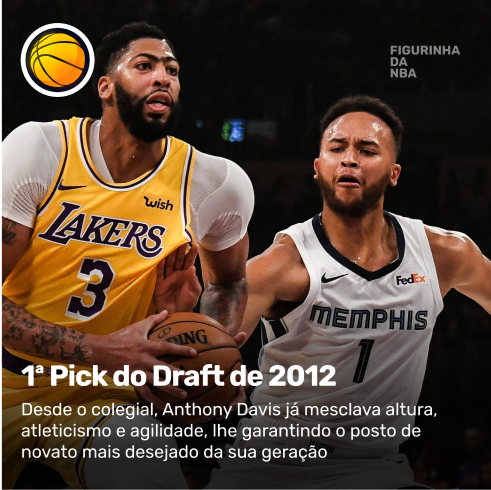 FIGURINHA
DA
NBA
wish
LAKERS
3
FedEx
MEMPHIS
1
1ª Pick do Draft de 2012
Desde o colegial, Anthony Davis já mesclava altura,
atleticismo e agilidade, lhe garantindo o posto de
novato mais desejado da sua geração